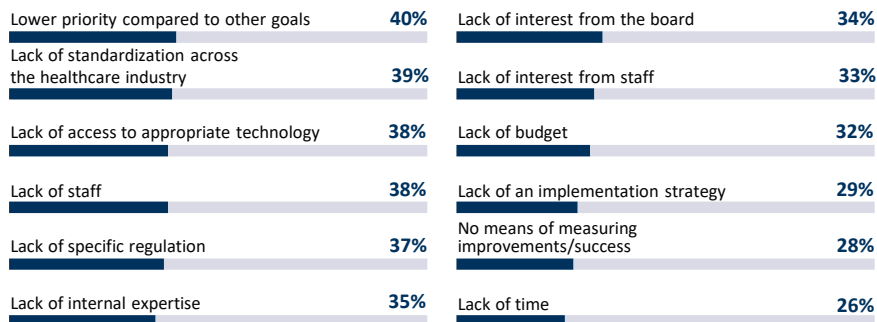 Lower priority compared to other goals 40%
Lack of standardization across
the healthcare industry 39%
Lack of access to appropriate technology 38%
Lack of staff 38%
Lack of specific regulation 37%
Lack of internal expertise 35%
Lack of interest from the board 34%
Lack of interest from staff 33%
Lack of budget 32%
Lack of an implementation strategy 29%
No means of measuring
improvements/success 28%
Lack of time 26%